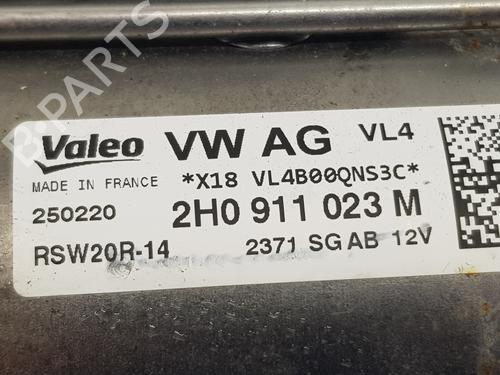 B-PARTS
Valeo VW AG VL4
MADE IN FRANCE *X18 VL4B00QNS3C*
250220 2H0 911 023 M
RSW20R-14 2371 SG AB 12V